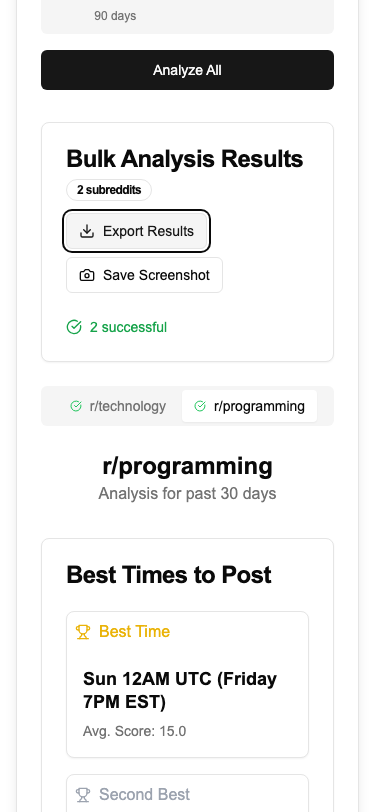 90 days
Analyze All
Bulk Analysis Results
2 subreddits
Export Results
Save Screenshot
2 successful
r/technology
r/programming
r/programming
Analysis for past 30 days
Best Times to Post
Best Time
Sun 12AM UTC (Friday
7PM EST)
Avg. Score: 15.0
Second Best